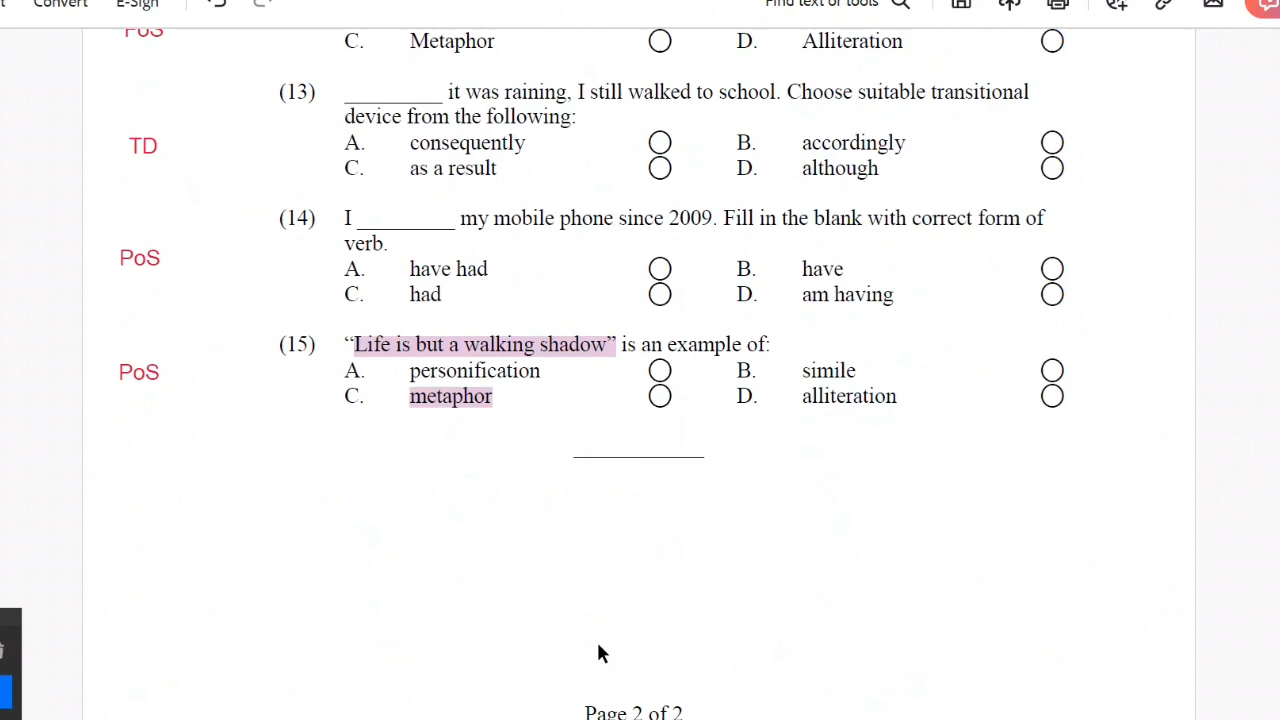 Convert E-Sign Find text or tools
PoS
C. Metaphor D. Alliteration
(13) __________ it was raining, I still walked to school. Choose suitable transitional
device from the following:
TD
A. consequently B. accordingly
C. as a result D. although
(14) I __________ my mobile phone since 2009. Fill in the blank with correct form of
verb.
PoS
A. have had B. have
C. had D. am having
(15) “Life is but a walking shadow” is an example of:
PoS
A. personification B. simile
C. metaphor D. alliteration
Page 2 of 2